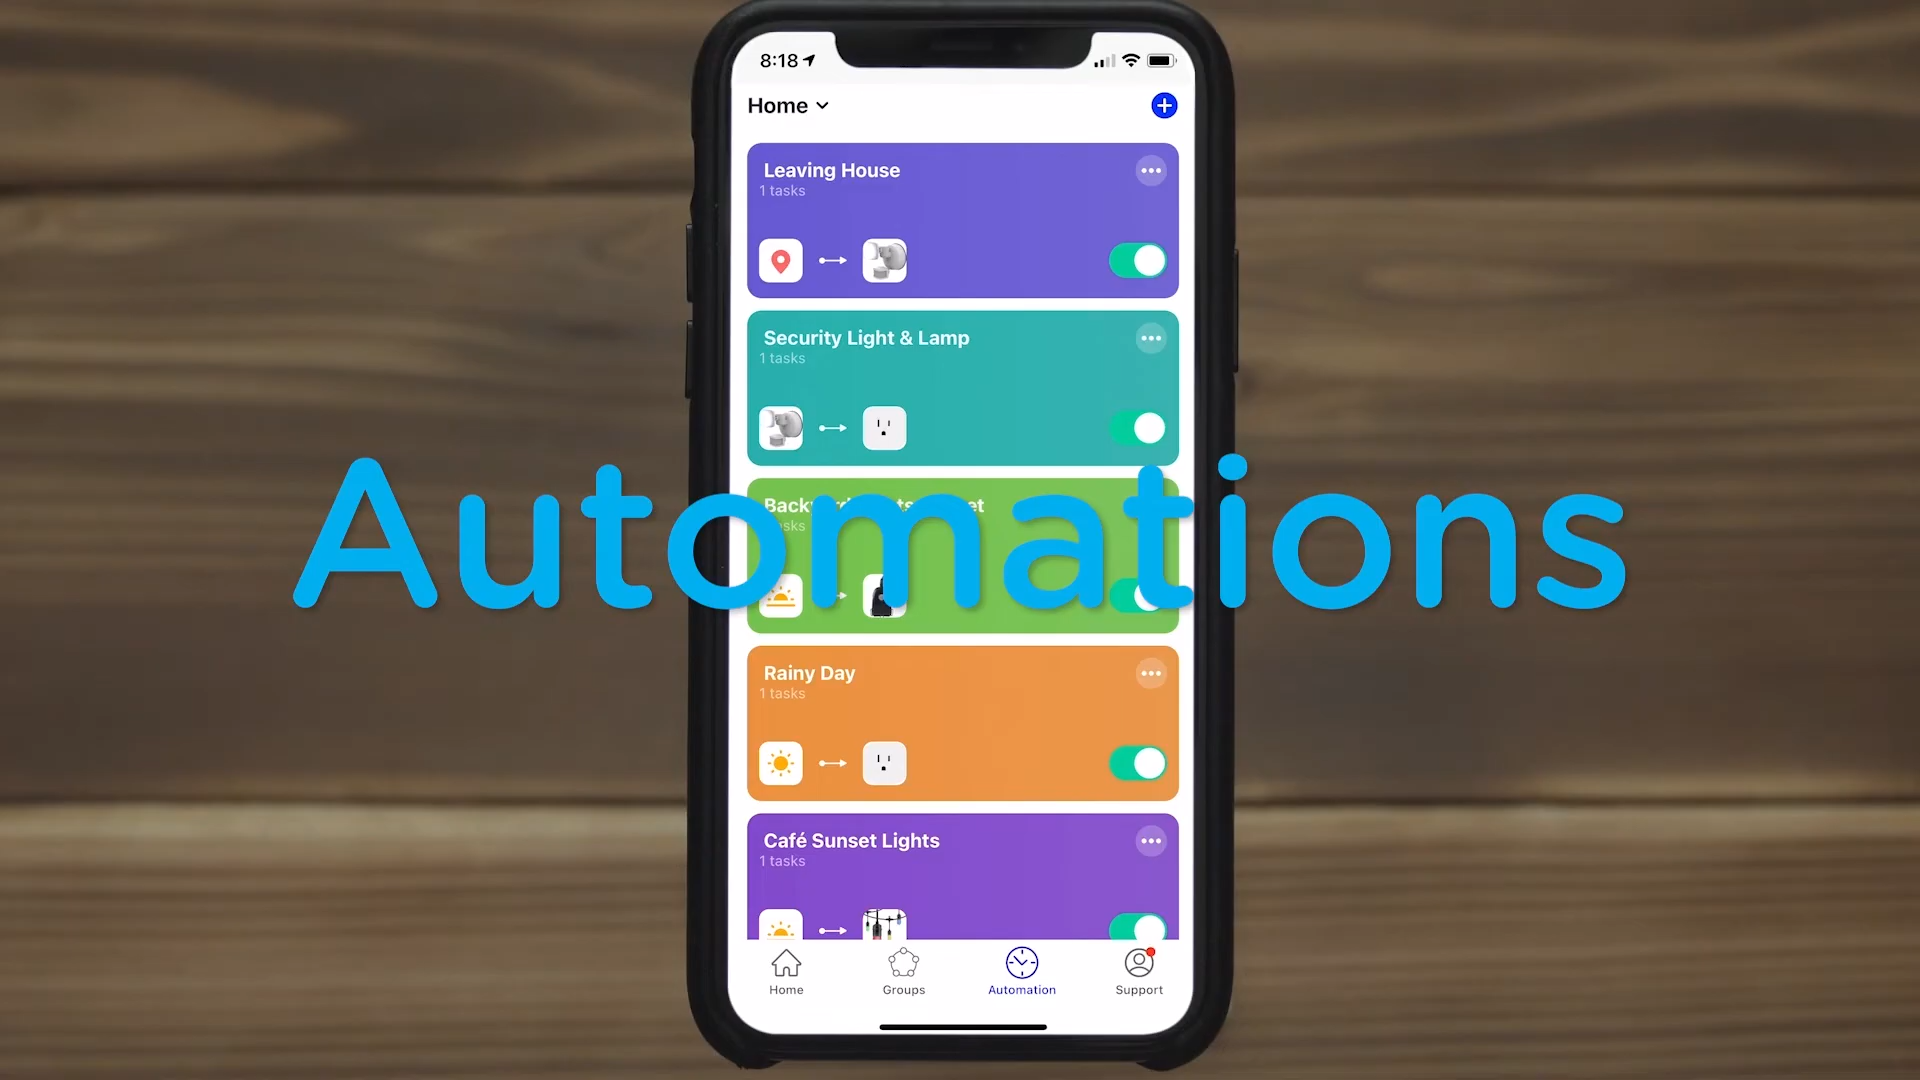 8:18
Home
Leaving House
1 tasks
Security Light & Lamp
1 tasks
Automations
Rainy Day
1 tasks
Café Sunset Lights
1 tasks
Home
Groups
Automation
Support